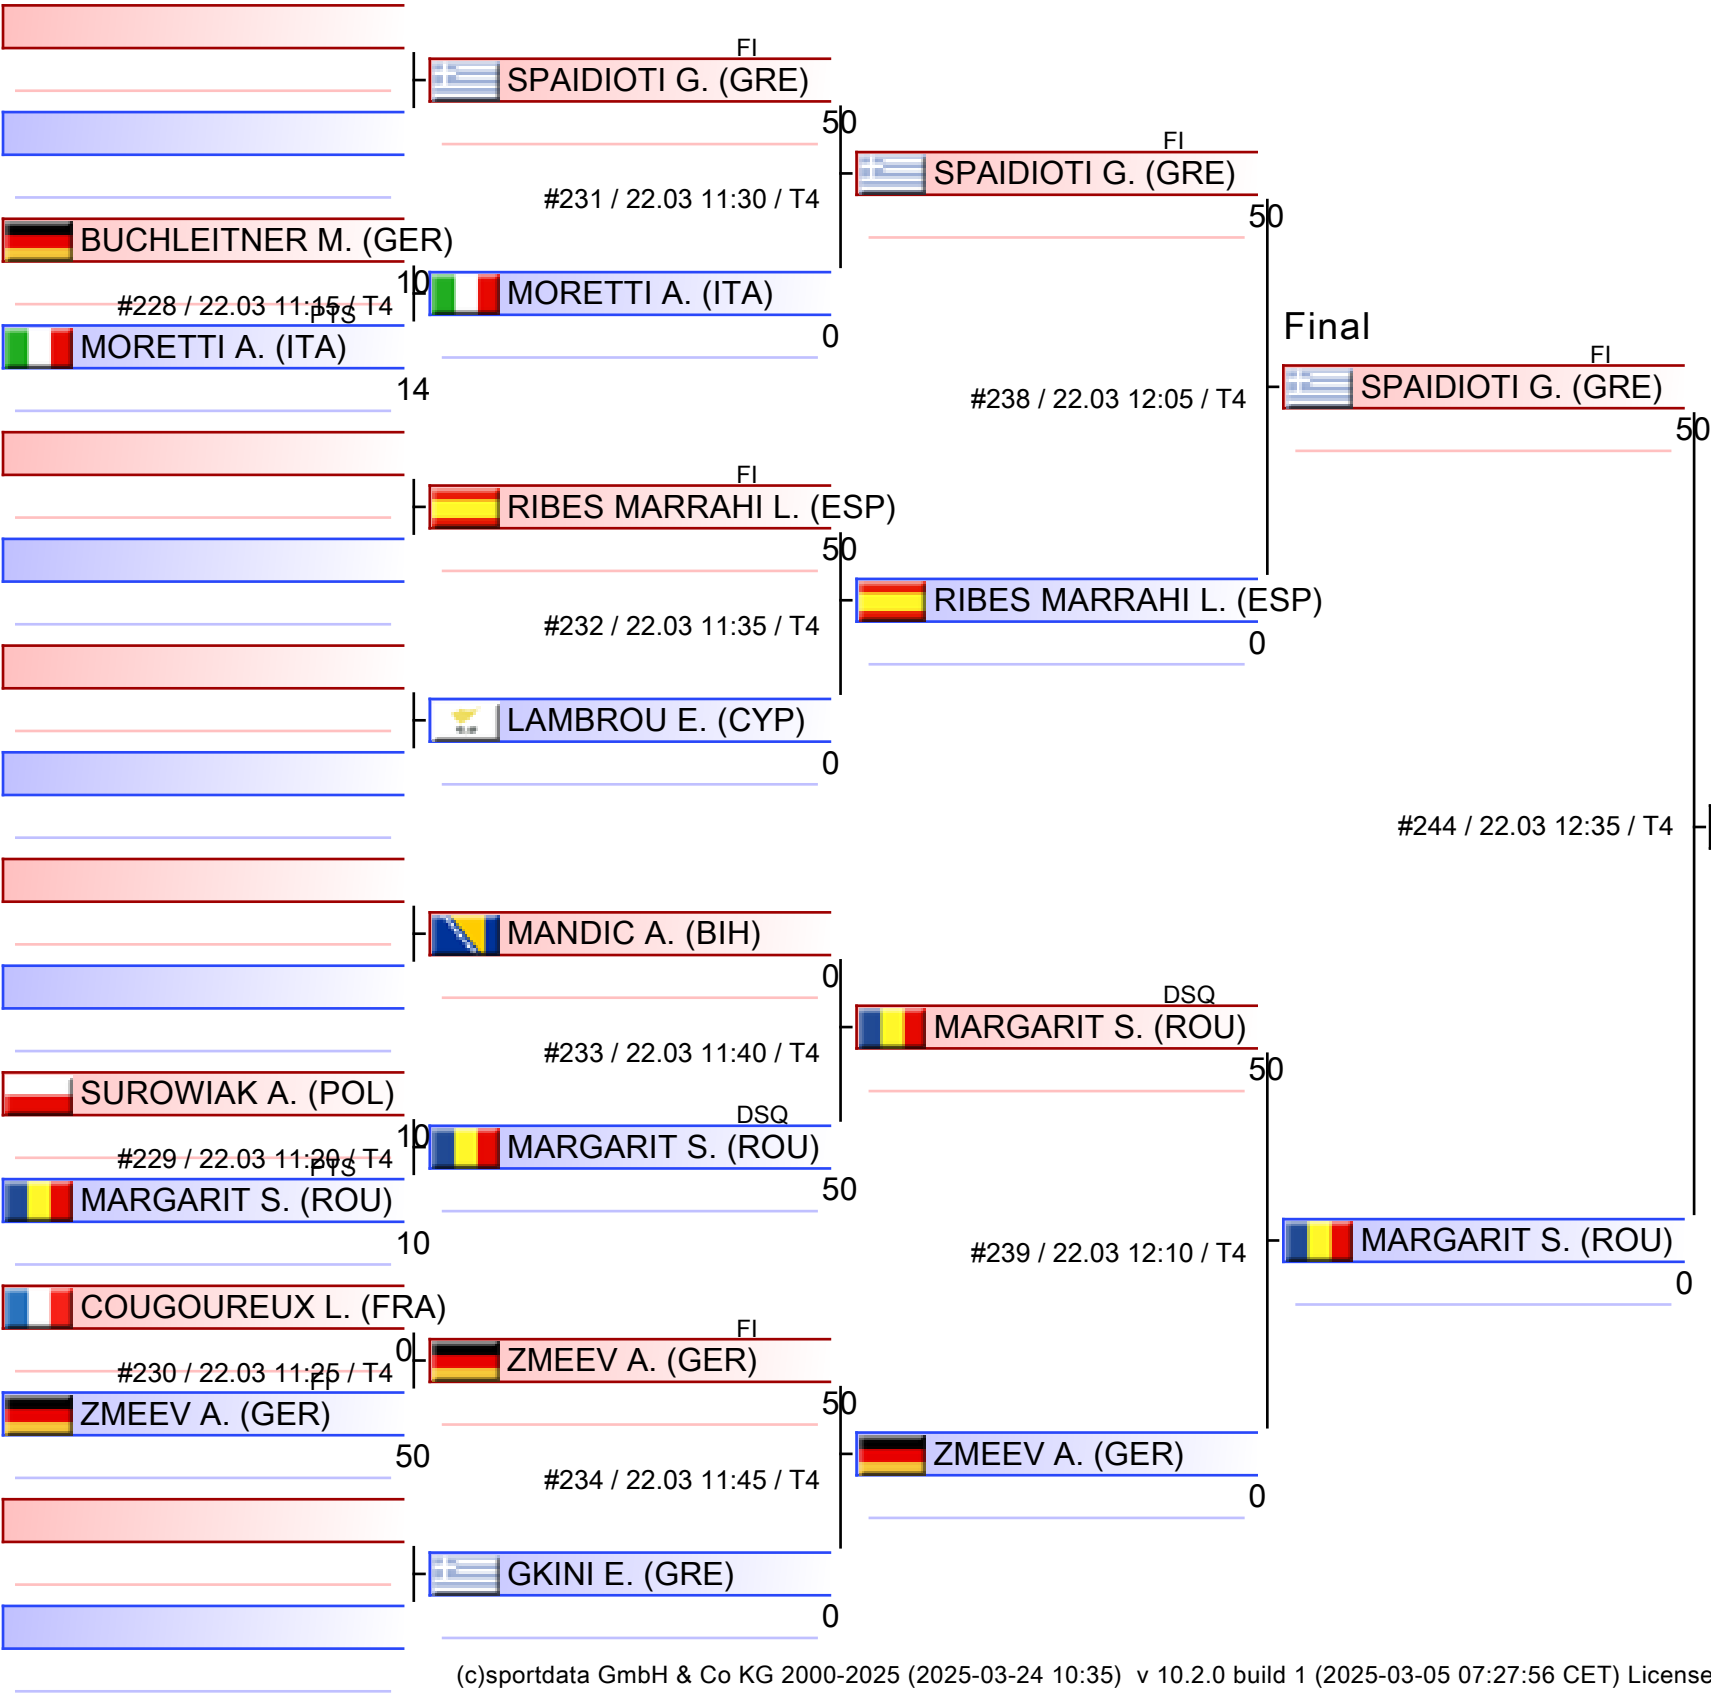 FI
SPAIDIOTI G. (GRE)
50
#231 / 22.03 11:30 / T4
MORETTI A. (ITA)
0
BUCHLEITNER M. (GER)
10
#228 / 22.03 11:15 / T4
PTS
MORETTI A. (ITA)
14
FI
SPAIDIOTI G. (GRE)
50
#238 / 22.03 12:05 / T4
Final
FI
SPAIDIOTI G. (GRE)
50
FI
RIBES MARRAHI L. (ESP)
50
#232 / 22.03 11:35 / T4
RIBES MARRAHI L. (ESP)
0
LAMBROU E. (CYP)
0
#244 / 22.03 12:35 / T4
MANDIC A. (BIH)
0
#233 / 22.03 11:40 / T4
DSQ
MARGARIT S. (ROU)
50
SUROWIAK A. (POL)
10
#229 / 22.03 11:20 / T4
PTS
MARGARIT S. (ROU)
10
DSQ
MARGARIT S. (ROU)
50
#239 / 22.03 12:10 / T4
MARGARIT S. (ROU)
0
COUGOUREUX L. (FRA)
0
#230 / 22.03 11:25 / T4
FI
ZMEEV A. (GER)
50
FI
ZMEEV A. (GER)
50
#234 / 22.03 11:45 / T4
ZMEEV A. (GER)
0
GKINI E. (GRE)
0
(c)sportdata GmbH & Co KG 2000-2025 (2025-03-24 10:35) v 10.2.0 build 1 (2025-03-05 07:27:56 CET) License